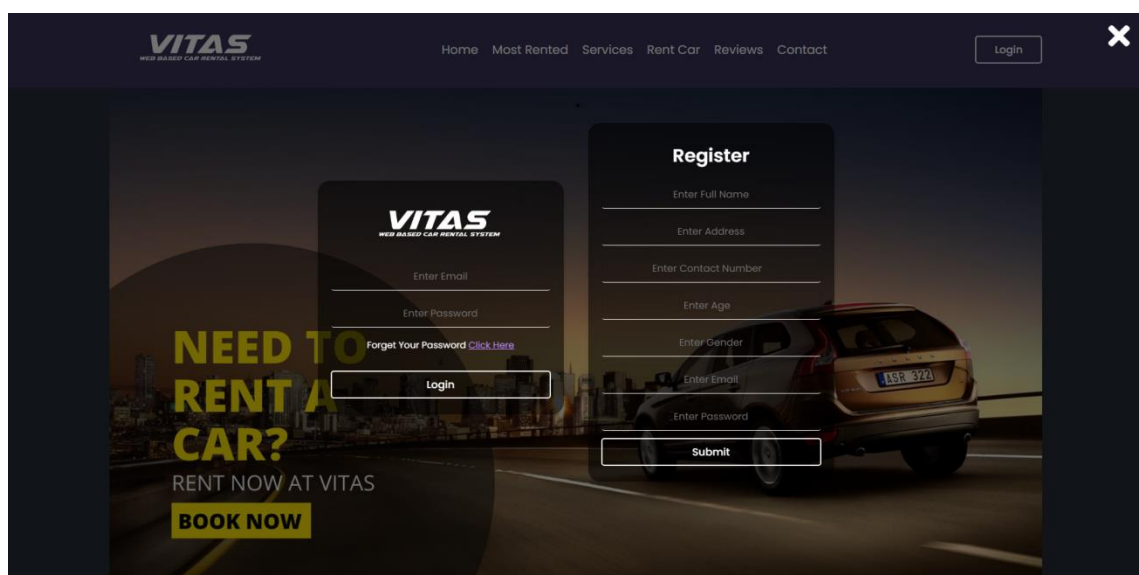 VITAS
WEB BASED CAR RENTAL SYSTEM
Home Most Rented Services Rent Car Reviews Contact
Login
VITAS
WEB BASED CAR RENTAL SYSTEM
Enter Email
Enter Password
Forget Your Password Click Here
Login
Register
Enter Full Name
Enter Address
Enter Contact Number
Enter Age
Enter Gender
Enter Email
Enter Password
Submit
NEED TO
RENT A
CAR?
RENT NOW AT VITAS
BOOK NOW
ASR 322